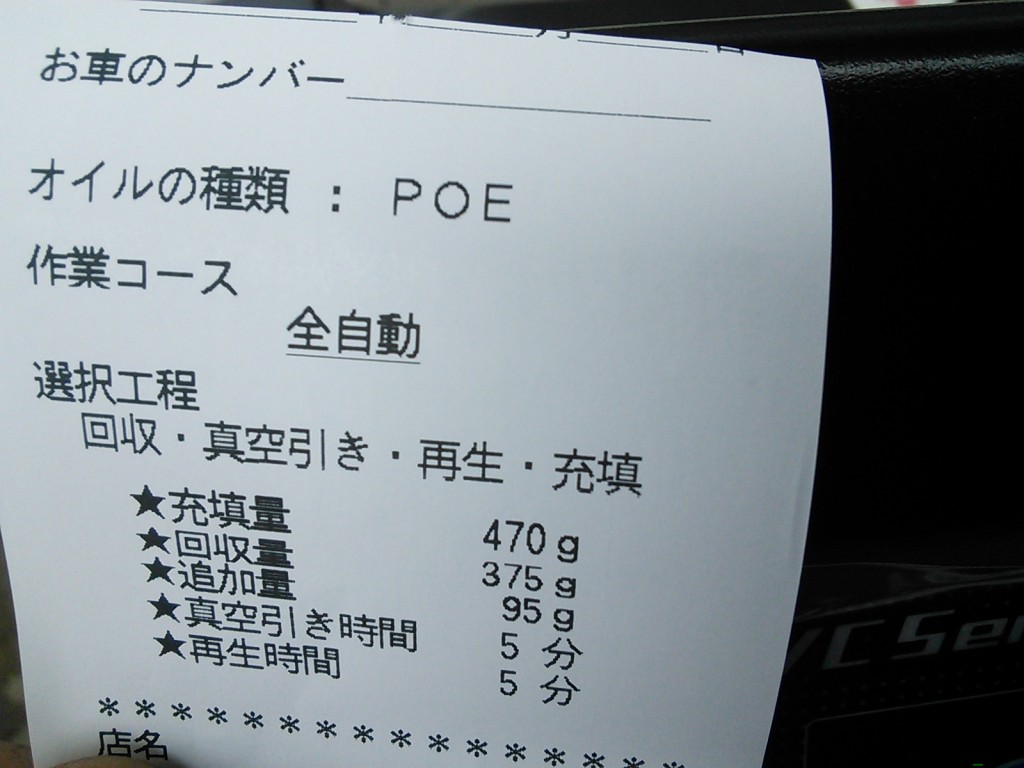 月 日
お車のナンバー
オイルの種類 : POE
作業コース
全自動
選択工程
回収・真空引き・再生・充填
★充填量 470g
★回収量 375g
★追加量 95g
★真空引き時間 5 分
★再生時間 5 分
******************
店名